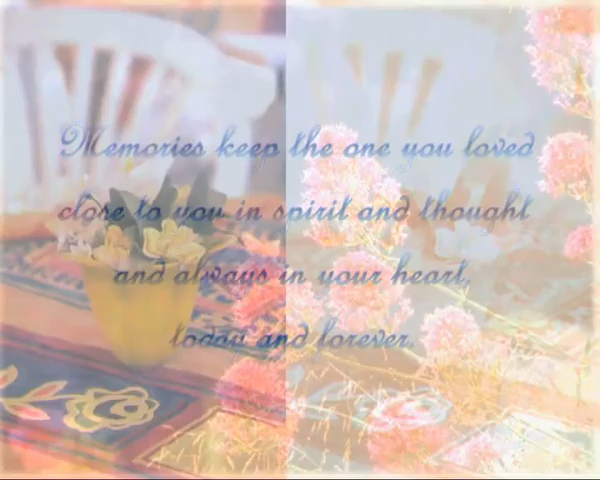 Memories keep the one you loved
close to you in spirit and thought
and always in your heart,
today and forever.